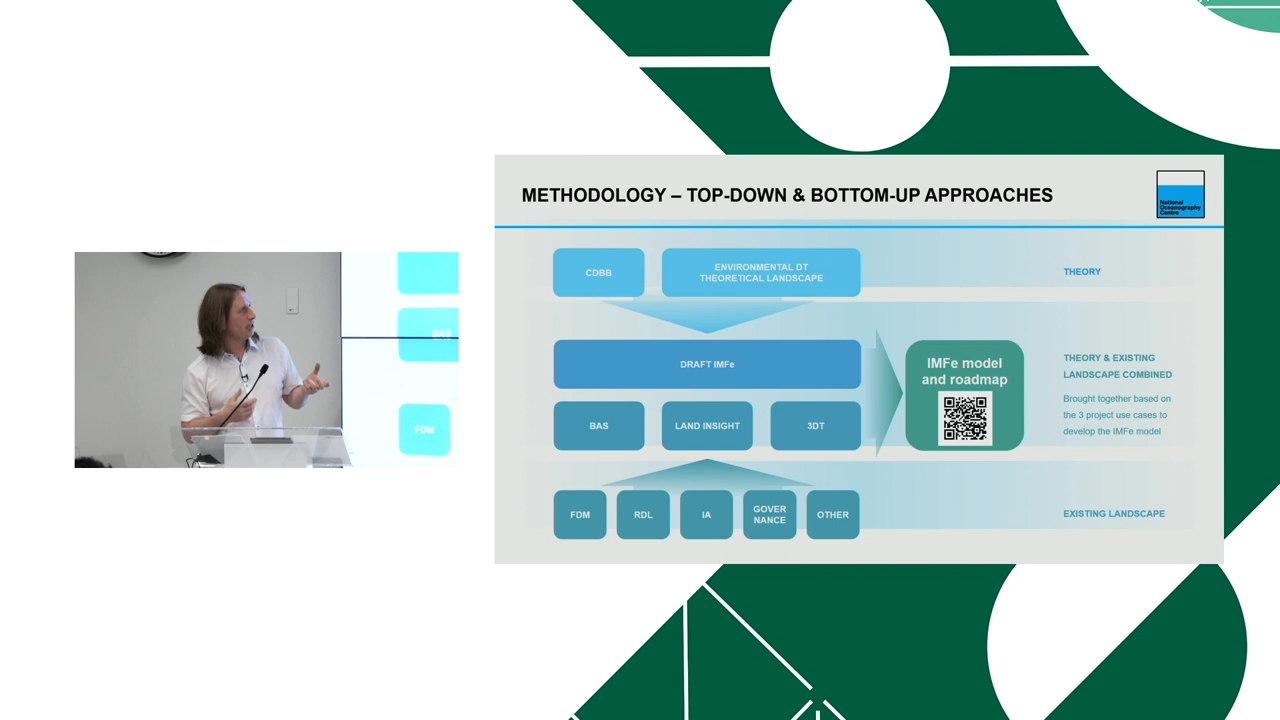 METHODOLOGY – TOP-DOWN & BOTTOM-UP APPROACHES
National
Oceanography
Centre
CDBB
ENVIRONMENTAL DT
THEORETICAL LANDSCAPE
THEORY
DRAFT IMFe
BAS
LAND INSIGHT
3DT
IMFe model
and roadmap
THEORY & EXISTING
LANDSCAPE COMBINED
Brought together based on
the 3 project use cases to
develop the IMFe model
FDM
RDL
IA
GOVER
NANCE
OTHER
EXISTING LANDSCAPE
BAS
FDM